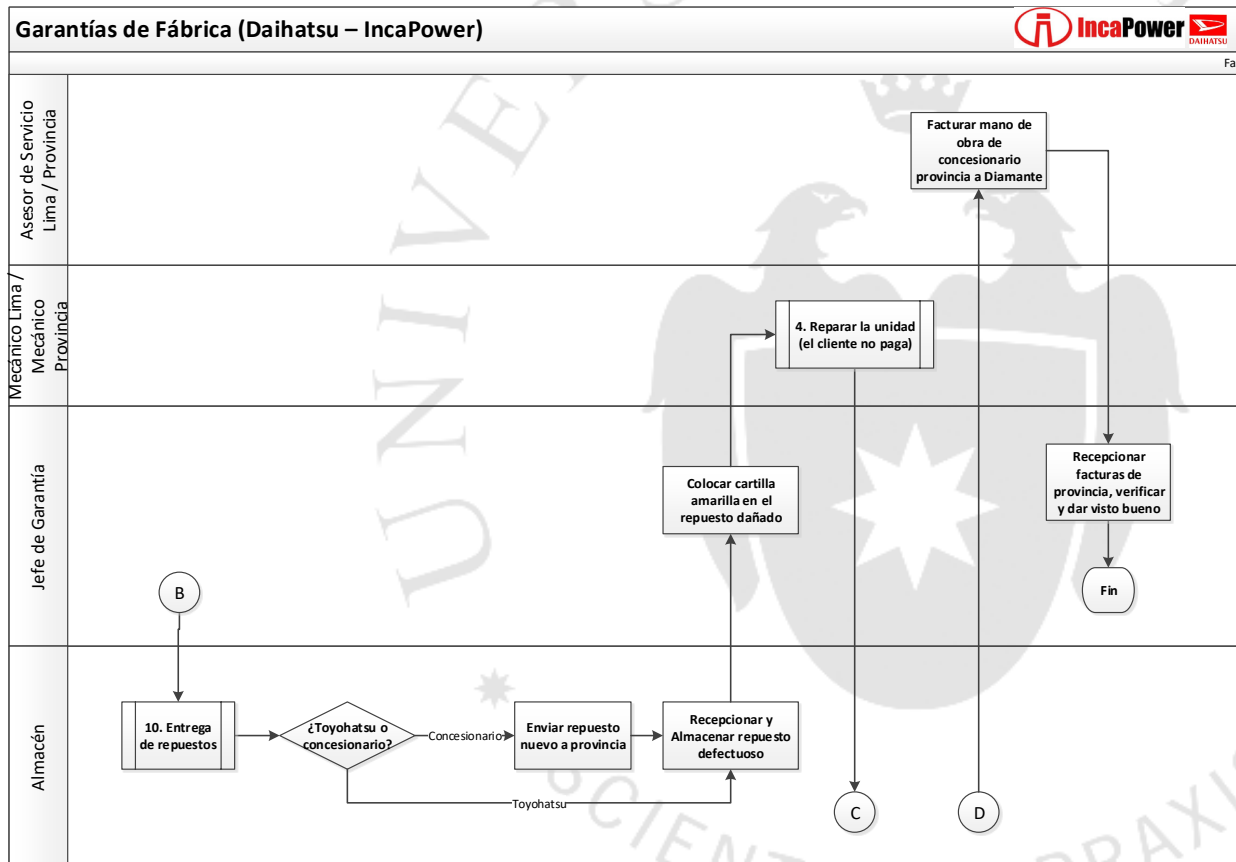 Garantías de Fábrica (Daihatsu – IncaPower)
IncaPower
DAIHATSU
Fa
Asesor de Servicio
Lima / Provincia
Facturar mano de
obra de
concesionario
provincia a Diamante
Mecánico Lima /
Mecánico
Provincia
4. Reparar la unidad
(el cliente no paga)
Jefe de Garantía
Colocar cartilla
amarilla en el
repuesto dañado
Recepcionar
facturas de
provincia, verificar
y dar visto bueno
B
Fin
Almacén
10. Entrega
de repuestos
¿Toyohatsu o
concesionario?
Concesionario
Enviar repuesto
nuevo a provincia
Recepcionar y
Almacenar repuesto
defectuoso
Toyohatsu
C
D
UNIVE
SCIENT
PRAXIS